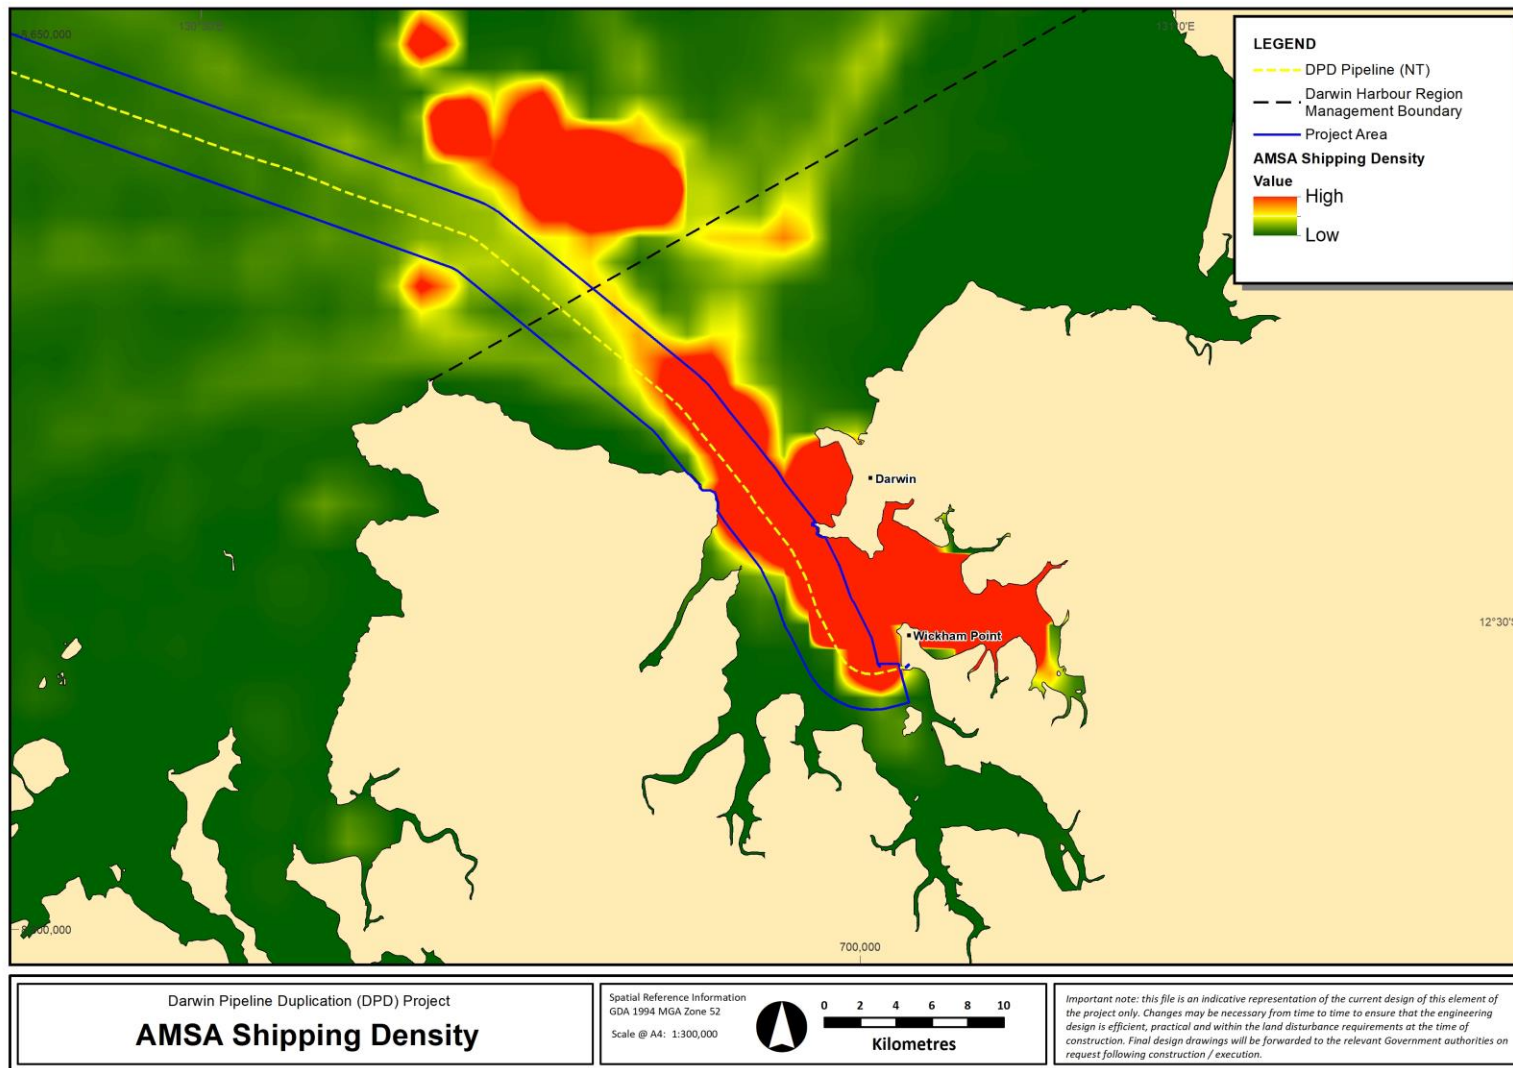 8,650,000
LEGEND
DPD Pipeline (NT)
Darwin Harbour Region
Management Boundary
Project Area
AMSA Shipping Density
Value
High
Low
Darwin
12°30'S
Wickham Point
700,000
Darwin Pipeline Duplication (DPD) Project
AMSA Shipping Density
Spatial Reference Information
GDA 1994 MGA Zone 52
Scale @ A4: 1:300,000
0 2 4 6 8 10
Kilometres
Important note: this file is an indicative representation of the current design of this element of
the project only. Changes may be necessary from time to time to ensure that the engineering
design is efficient, practical and within the land disturbance requirements at the time of
construction. Final design drawings will be forwarded to the relevant Government authorities on
request following construction / execution.